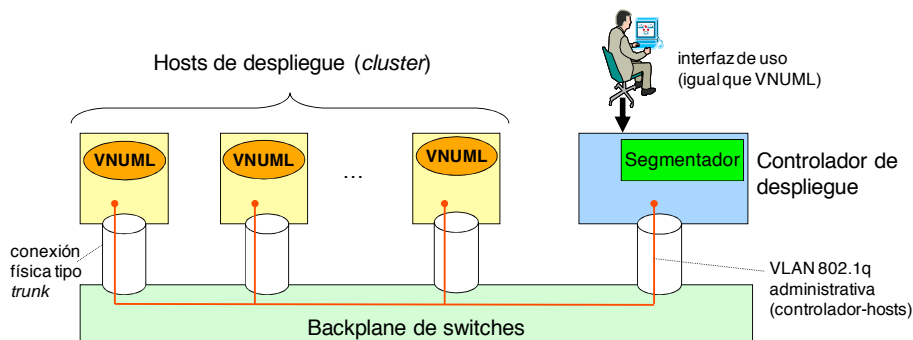 Hosts de despliegue (cluster)
interfaz de uso
(igual que VNUML)
VNUML
VNUML
...
VNUML
Segmentador
Controlador de
despliegue
conexión
física tipo
trunk
VLAN 802.1q
administrativa
(controlador-hosts)
Backplane de switches